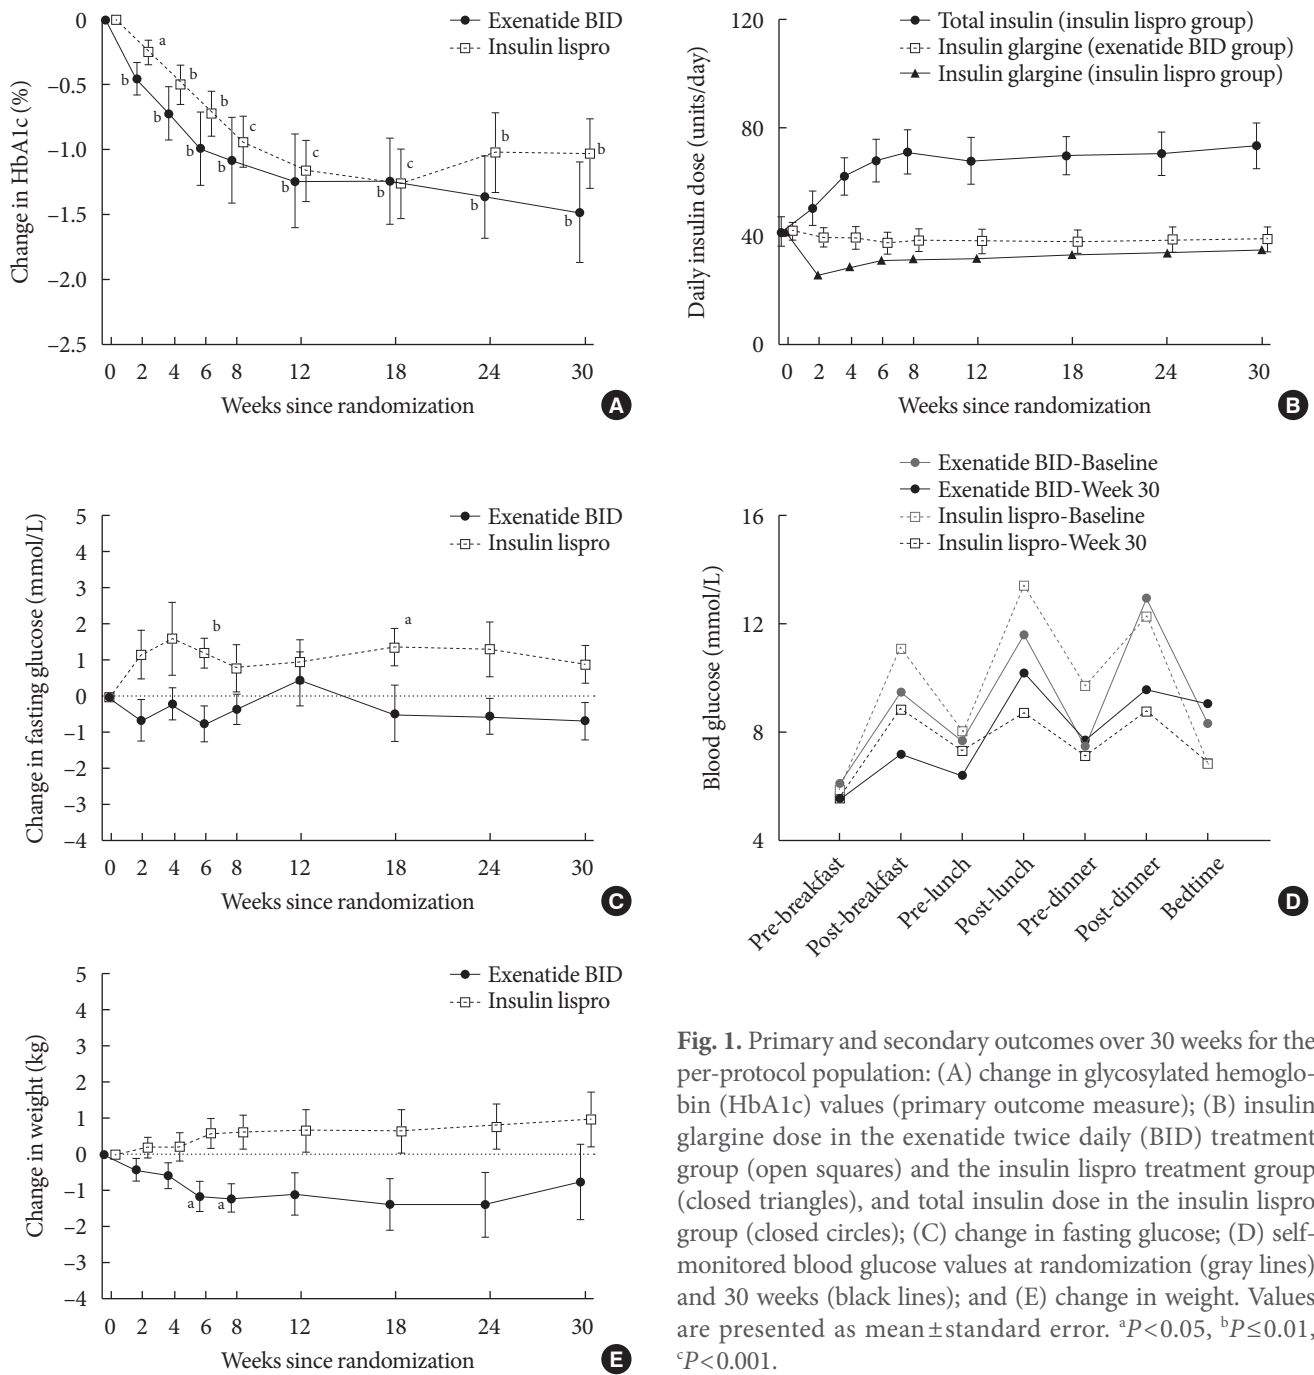 0
−0.5
−1.0
−1.5
−2.0
−2.5
Change in HbA1c (%)
Exenatide BID
Insulin lispro
a
b
b
b
b
b
c
b
b
c
b
c
b
b
b
b
b
0 2 4 6 8 12 18 24 30
Weeks since randomization
A
120
80
40
0
Daily insulin dose (units/day)
Total insulin (insulin lispro group)
Insulin glargine (exenatide BID group)
Insulin glargine (insulin lispro group)
0 2 4 6 8 12 18 24 30
Weeks since randomization
B
5
4
3
2
1
0
−1
−2
−3
−4
Change in fasting glucose (mmol/L)
Exenatide BID
Insulin lispro
b
a
0 2 4 6 8 12 18 24 30
Weeks since randomization
C
Exenatide BID-Baseline
Exenatide BID-Week 30
Insulin lispro-Baseline
Insulin lispro-Week 30
16
12
8
4
Blood glucose (mmol/L)
Pre-breakfast
Post-breakfast
Pre-lunch
Post-lunch
Pre-dinner
Post-dinner
Bedtime
D
5
4
3
2
1
0
−1
−2
−3
−4
Change in weight (kg)
Exenatide BID
Insulin lispro
a
a
0 2 4 6 8 12 18 24 30
Weeks since randomization
E
Fig. 1. Primary and secondary outcomes over 30 weeks for the
per-protocol population: (A) change in glycosylated hemoglo-
bin (HbA1c) values (primary outcome measure); (B) insulin
glargine dose in the exenatide twice daily (BID) treatment
group (open squares) and the insulin lispro treatment group
(closed triangles), and total insulin dose in the insulin lispro
group (closed circles); (C) change in fasting glucose; (D) self-
monitored blood glucose values at randomization (gray lines)
and 30 weeks (black lines); and (E) change in weight. Values
are presented as mean±standard error. ᵃP<0.05, ᵇP≤0.01,
ᶜP<0.001.